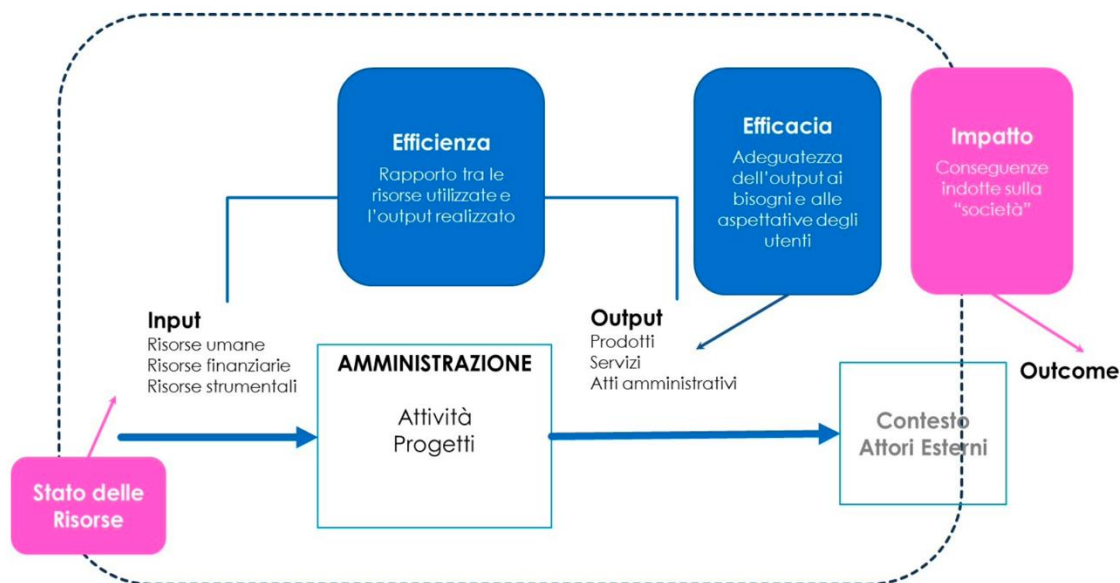 Efficienza
Rapporto tra le
risorse utilizzate e
l'output realizzato
Efficacia
Adeguatezza
dell'output ai
bisogni e alle
aspettative degli
utenti
Impatto
Conseguenze
indotte sulla
"società"
Input
Risorse umane
Risorse finanziarie
Risorse strumentali
AMMINISTRAZIONE
Attività
Progetti
Output
Prodotti
Servizi
Atti amministrativi
Outcome
Contesto
Attori Esterni
Stato delle
Risorse